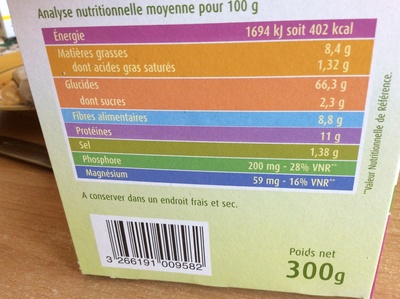 Analyse nutritionnelle moyenne pour 100 g
Énergie 1694 kJ soit 402 kcal
Matières grasses 8,4 g
dont acides gras saturés 1,32 g
Glucides 66,3 g
dont sucres 2,3 g
Fibres alimentaires 8,8 g
Protéines 11 g
Sel 1,38 g
Phosphore 200 mg - 28% VNR**
Magnésium 59 mg - 16% VNR**
**Valeur Nutritionnelle de Référence.
A conserver dans un endroit frais et sec.
3 266191 009582
Poids net
300g